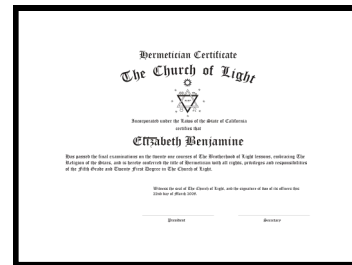 Hermetician Certificate
The Church of Light
Incorporated under the Laws of the State of California
certifies that
Elizabeth Benjamine
Has passed the final examinations on the twenty one courses of The Brotherhood of Light lessons, embracing The
Religion of the Stars, and is hereby conferred the title of Hermetician with all rights, privileges and responsibilities
of the Fifth Grade and Twenty First Degree in The Church of Light.
Witness the seal of The Church of Light, and the signature of two of its officers this
22nd day of March 2009.
President
Secretary